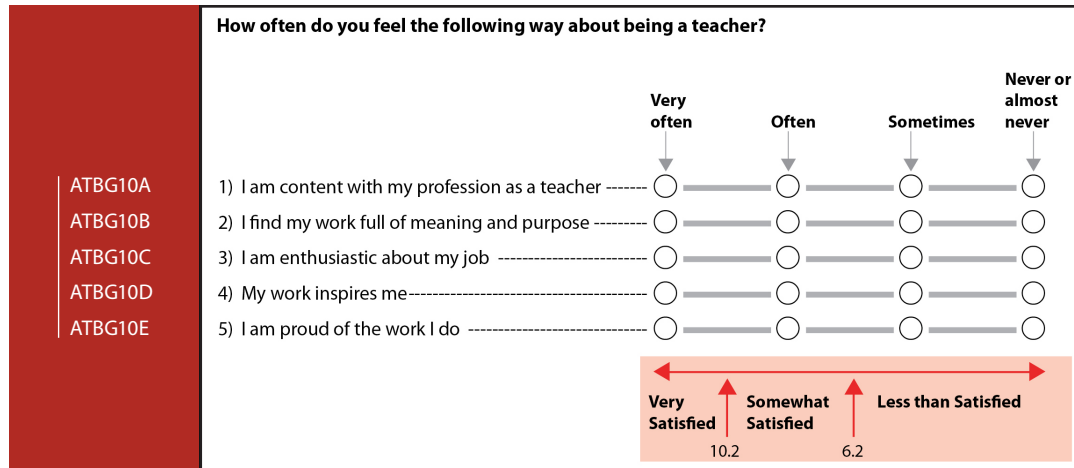 How often do you feel the following way about being a teacher?
Never or
almost
never
Very
often
Often
Sometimes
ATBG10A 1) I am content with my profession as a teacher
ATBG10B 2) I find my work full of meaning and purpose
ATBG10C 3) I am enthusiastic about my job
ATBG10D 4) My work inspires me
ATBG10E 5) I am proud of the work I do
Very
Satisfied
Somewhat
Satisfied
Less than Satisfied
10.2
6.2